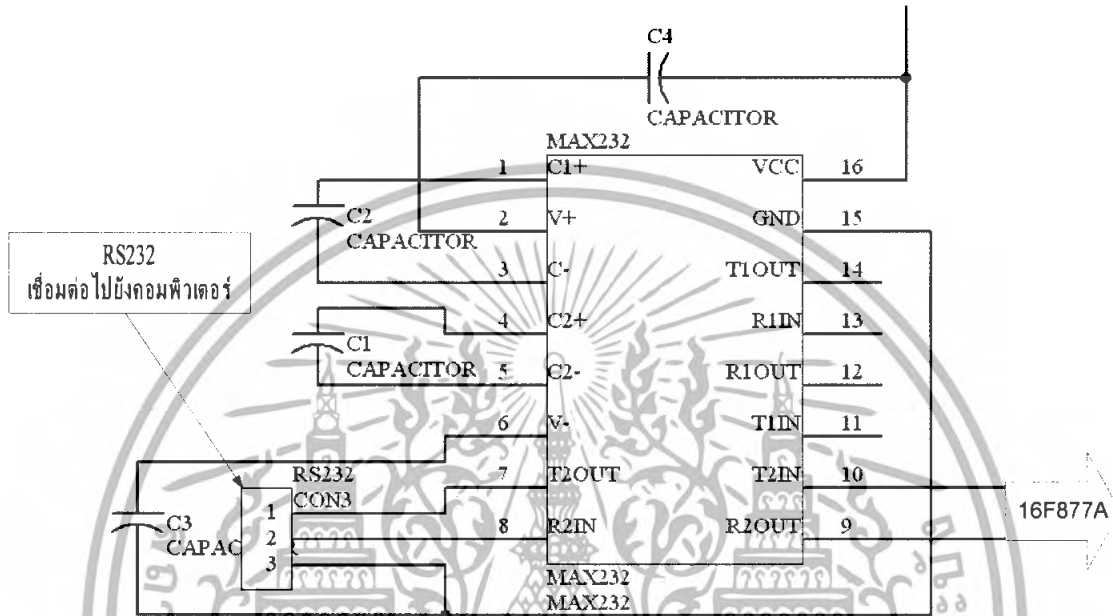 C4
CAPACITOR
MAX232
1 C1+ VCC 16
2 V+ GND 15
C2
CAPACITOR
3 C- T1OUT 14
4 C2+ R1IN 13
C1
CAPACITOR
5 C2- R1OUT 12
6 V- T1IN 11
7 T2OUT T2IN 10
8 R2IN R2OUT 9
RS232
เชื่อมต่อไปยังคอมพิวเตอร์
RS232
CON3
1
2
3
C3
CAPAC
16F877A
MAX232
MAX232